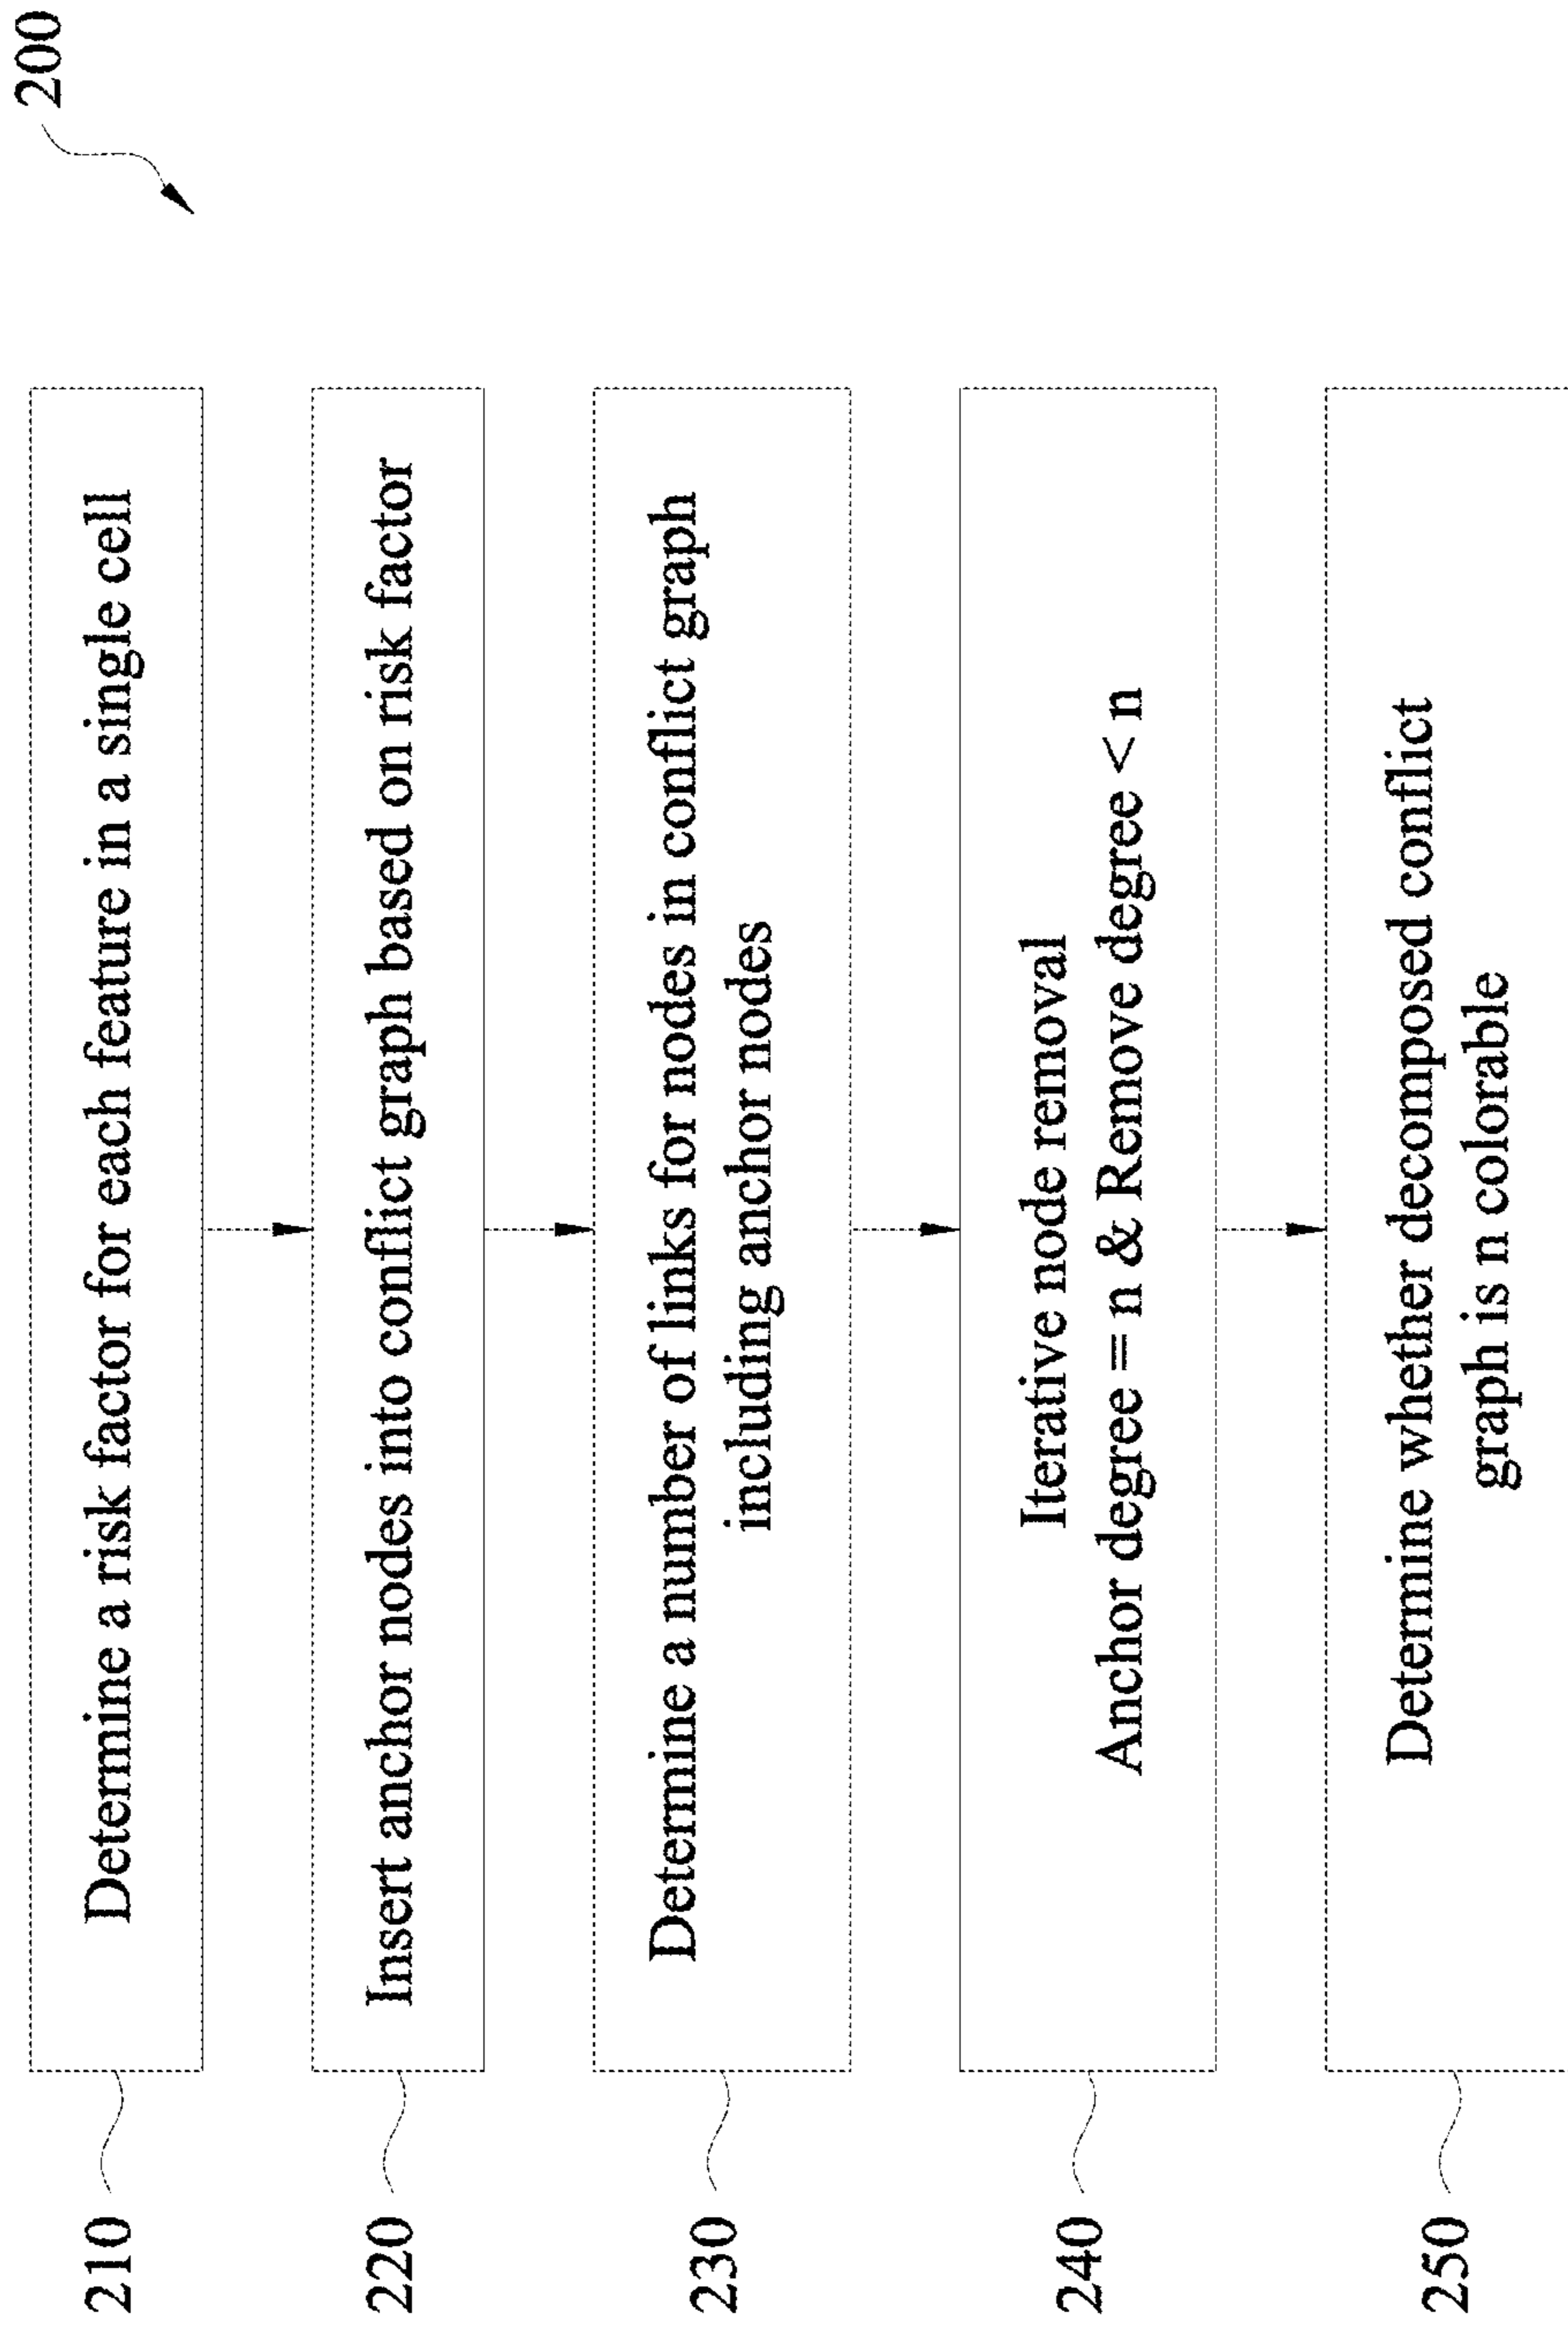 200
210
Determine a risk factor for each feature in a single cell
220
Insert anchor nodes into conflict graph based on risk factor
230
Determine a number of links for nodes in conflict graph
including anchor nodes
240
Iterative node removal
Anchor degree = n & Remove degree < n
250
Determine whether decomposed conflict
graph is n colorable